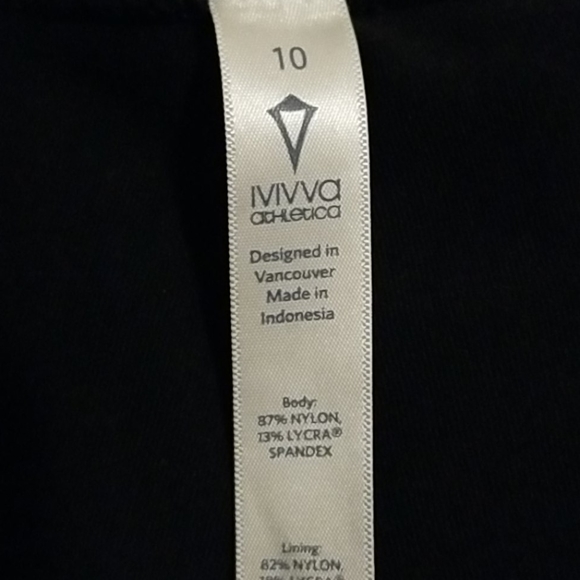 10
IVIVVA
atHLetica
Designed in
Vancouver
Made in
Indonesia
Body:
87% NYLON,
13% LYCRA®
SPANDEX
Lining:
82% NYLON,